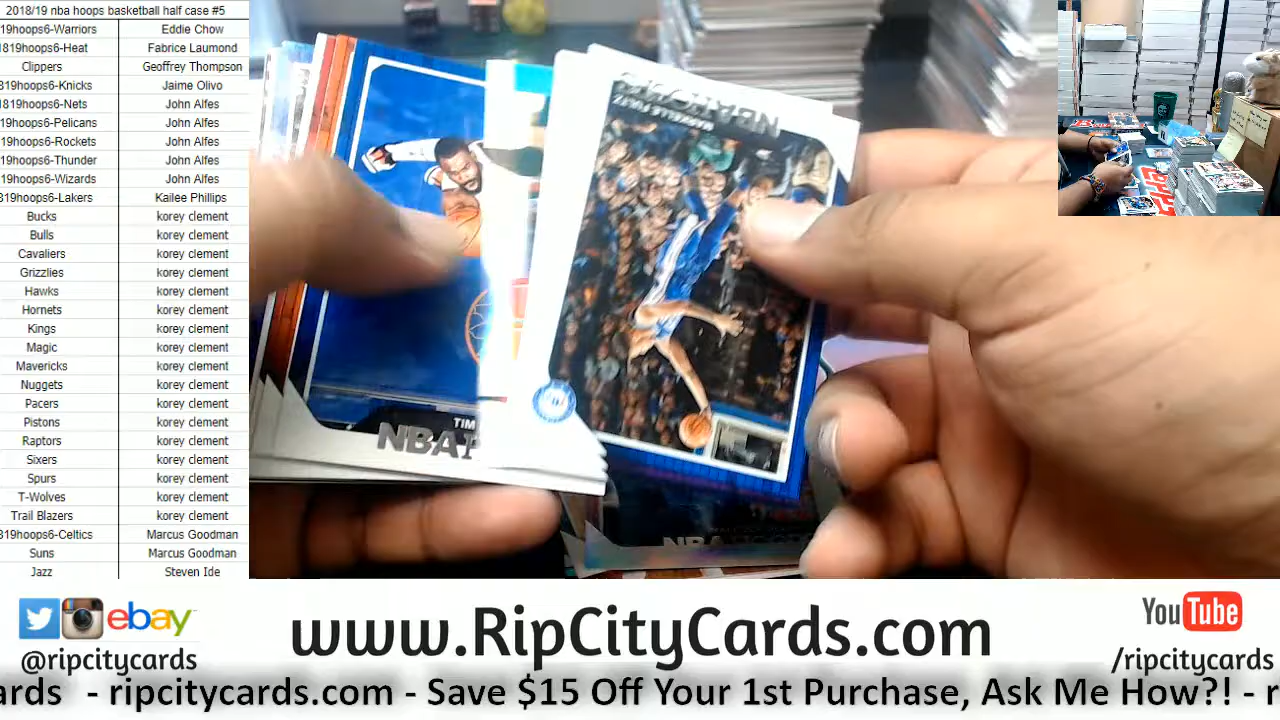 2018/19 nba hoops basketball half case #5
19hoops6-Warriors Eddie Chow
1819hoops6-Heat Fabrice Laumond
Clippers Geoffrey Thompson
819hoops6-Knicks Jaime Olivo
1819hoops6-Nets John Alfes
19hoops6-Pelicans John Alfes
19hoops6-Rockets John Alfes
19hoops6-Thunder John Alfes
19hoops6-Wizards John Alfes
819hoops6-Lakers Kailee Phillips
Bucks korey clement
Bulls korey clement
Cavaliers korey clement
Grizzlies korey clement
Hawks korey clement
Hornets korey clement
Kings korey clement
Magic korey clement
Mavericks korey clement
Nuggets korey clement
Pacers korey clement
Pistons korey clement
Raptors korey clement
Sixers korey clement
Spurs korey clement
T-Wolves korey clement
Trail Blazers korey clement
819hoops6-Celtics Marcus Goodman
Suns Marcus Goodman
Jazz Steven Ide
TIM
NBA
ebay
@ripcitycards
www.RipCityCards.com
YouTube
/ripcitycards
ards - ripcitycards.com - Save $15 Off Your 1st Purchase, Ask Me How?! - r